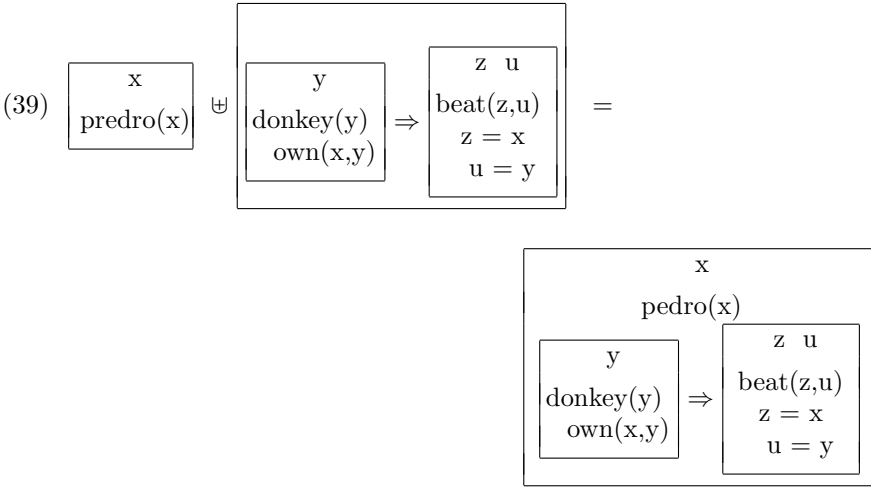 (39) x predro(x) ⊎ y donkey(y) own(x,y) ⇒ z u beat(z,u) z = x u = y =
x
pedro(x)
y donkey(y) own(x,y) ⇒ z u beat(z,u) z = x u = y